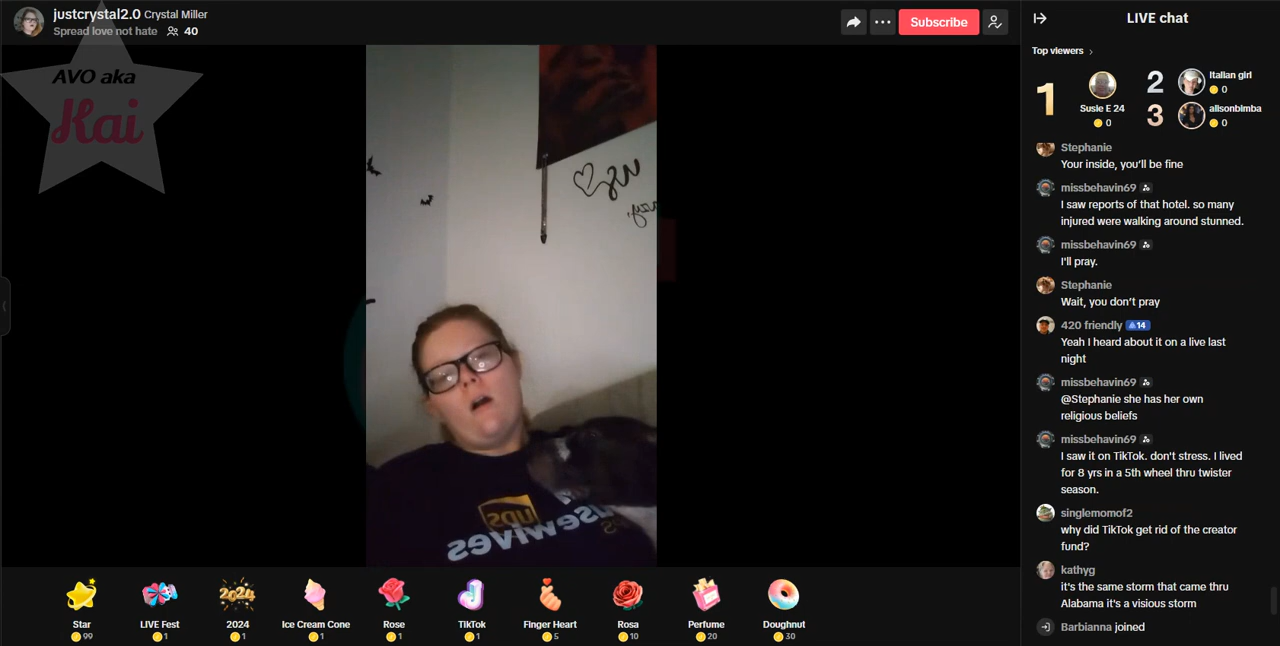 justcrystal2.0 Crystal Miller
Spread love not hate 40
Subscribe
LIVE chat
AVO aka
Kai
Top viewers
1
Susie E 24
0
2
Italian girl
0
3
alisonbimba
0
us
Stephanie
Your inside, you'll be fine
missbehavin69
I saw reports of that hotel. so many
injured were walking around stunned.
missbehavin69
I'll pray.
Stephanie
Wait, you don't pray
420 friendly 14
Yeah I heard about it on a live last
night
missbehavin69
@Stephanie she has her own
religious beliefs
missbehavin69
I saw it on TikTok. don't stress. I lived
for 8 yrs in a 5th wheel thru twister
season.
singlemomof2
why did TikTok get rid of the creator
fund?
kathyg
it's the same storm that came thru
Alabama it's a visious storm
Barbianna joined
ups
usewives
2024
Star
99
LIVE Fest
1
2024
1
Ice Cream Cone
1
Rose
1
TikTok
1
Finger Heart
5
Rosa
10
Perfume
20
Doughnut
30